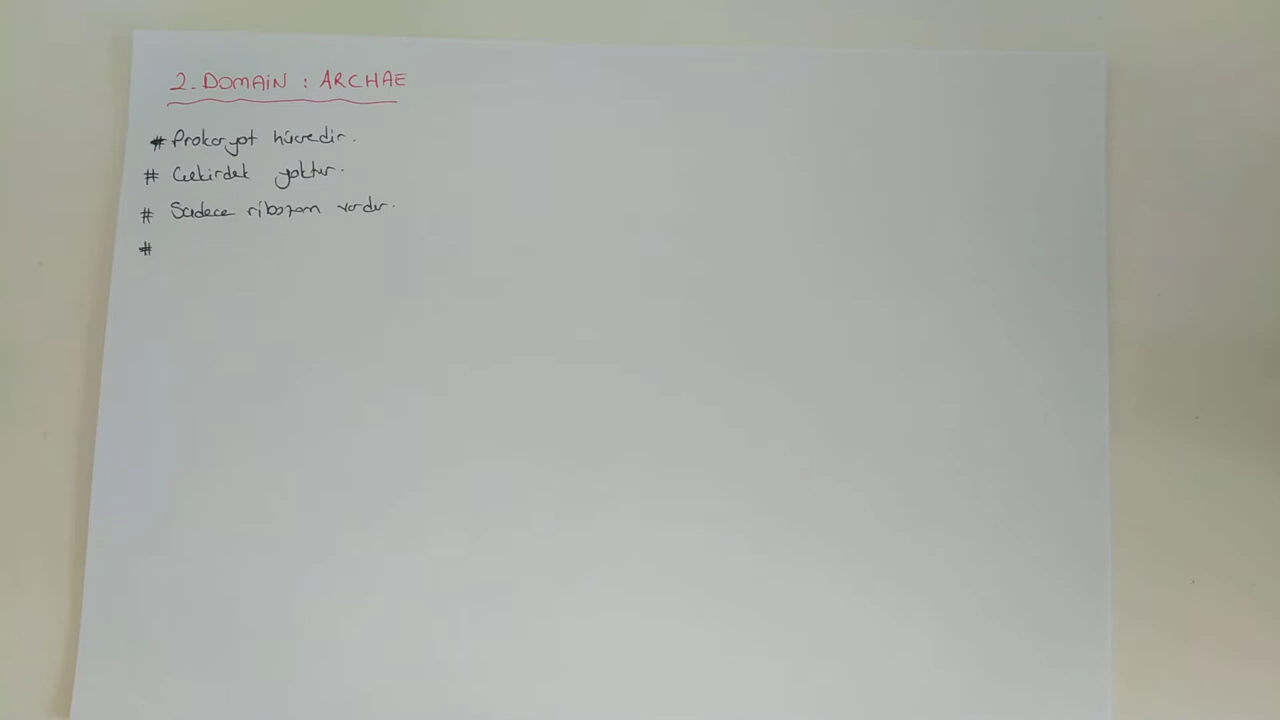 2. DOMAIN : ARCHAE
# Prokaryot hücredir.
# Çekirdek yoktur.
# Sadece ribozom vardır.
#